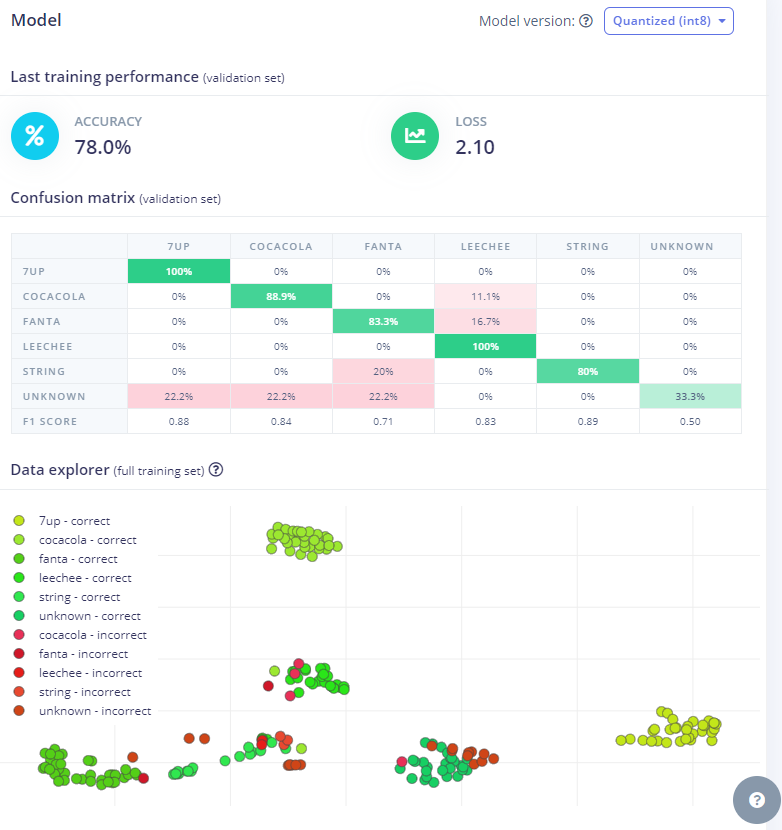 Model
Model version: ? Quantized (int8)
Last training performance (validation set)
% ACCURACY LOSS
78.0% 2.10
Confusion matrix (validation set)
7UP COCACOLA FANTA LEECHEE STRING UNKNOWN
7UP 100% 0% 0% 0% 0% 0%
COCACOLA 0% 88.9% 0% 11.1% 0% 0%
FANTA 0% 0% 83.3% 16.7% 0% 0%
LEECHEE 0% 0% 0% 100% 0% 0%
STRING 0% 0% 20% 0% 80% 0%
UNKNOWN 22.2% 22.2% 22.2% 0% 0% 33.3%
F1 SCORE 0.88 0.84 0.71 0.83 0.89 0.50
Data explorer (full training set) ?
7up - correct
cocacola - correct
fanta - correct
leechee - correct
string - correct
unknown - correct
cocacola - incorrect
fanta - incorrect
leechee - incorrect
string - incorrect
unknown - incorrect
?